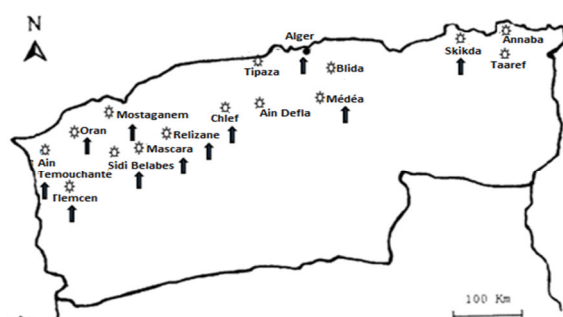 N
Alger
Annaba
Skikda
Taaref
Tipaza
Blida
Médéa
Chlef
Ain Defla
Mostaganem
Oran
Relizane
Mascara
Ain
Temouchante
Sidi Belabes
Tlemcen
100 Km